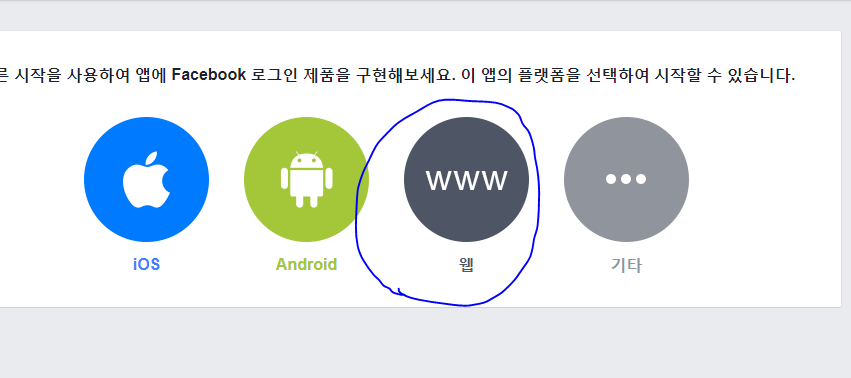 른 시작을 사용하여 앱에 Facebook 로그인 제품을 구현해보세요. 이 앱의 플랫폼을 선택하여 시작할 수 있습니다.
www
iOS Android 웹 기타